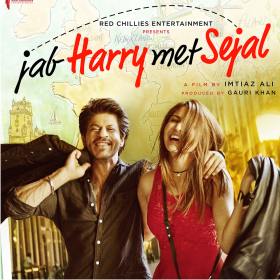 RED CHILLIES ENTERTAINMENT
PRESENTS
jab Harry met Sejal
A FILM BY IMTIAZ ALI
PRODUCED BY GAURI KHAN